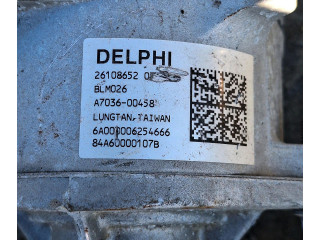 DELPHI
26108652
BLM026
A7036-00458
LUNGTAN,TAIWAN
6A000006254666
84A60000107B